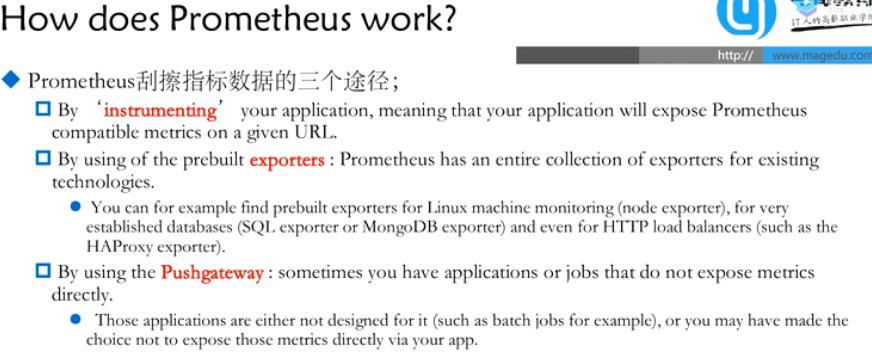 How does Prometheus work?
IT人的高薪职业学院
http://
www.magedu.com
Prometheus刮擦指标数据的三个途径；
By ‘instrumenting’ your application, meaning that your application will expose Prometheus
compatible metrics on a given URL.
By using of the prebuilt exporters : Prometheus has an entire collection of exporters for existing
technologies.
You can for example find prebuilt exporters for Linux machine monitoring (node exporter), for very
established databases (SQL exporter or MongoDB exporter) and even for HTTP load balancers (such as the
HAProxy exporter).
By using the Pushgateway : sometimes you have applications or jobs that do not expose metrics
directly.
Those applications are either not designed for it (such as batch jobs for example), or you may have made the
choice not to expose those metrics directly via your app.